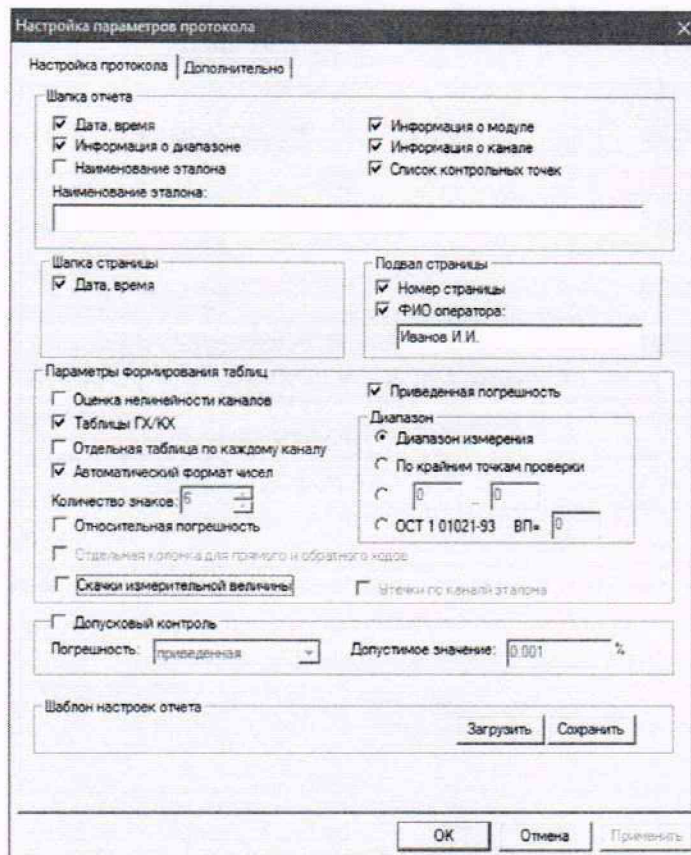 Настройка параметров протокола
Настройка протокола
Дополнительно
Шапка отчета
Дата, время
Информация о модуле
Информация о диапазоне
Информация о канале
Наименование эталона
Список контрольных точек
Наименование эталона:
Шапка страницы
Дата, время
Подвал страницы
Номер страницы
ФИО оператора:
Иванов И.И.
Параметры формирования таблиц
Оценка нелинейности каналов
Таблицы ГХ/КХ
Отдельная таблица по каждому каналу
Автоматический формат чисел
Количество знаков: 6
Относительная погрешность
Отдельная колонка для прямого и обратного ходов
Скачки измерительной величины
Приведенная погрешность
Диапазон
Диапазон измерения
По крайним точкам проверки
0 .. 0
ОСТ 1 01021-93 ВП= 0
Утечки по каналй эталона
Допусковый контроль
Погрешность: приведенная
Допустимое значение: 0.001 %
Шаблон настроек отчета
Загрузить
Сохранить
OK
Отмена
Применить